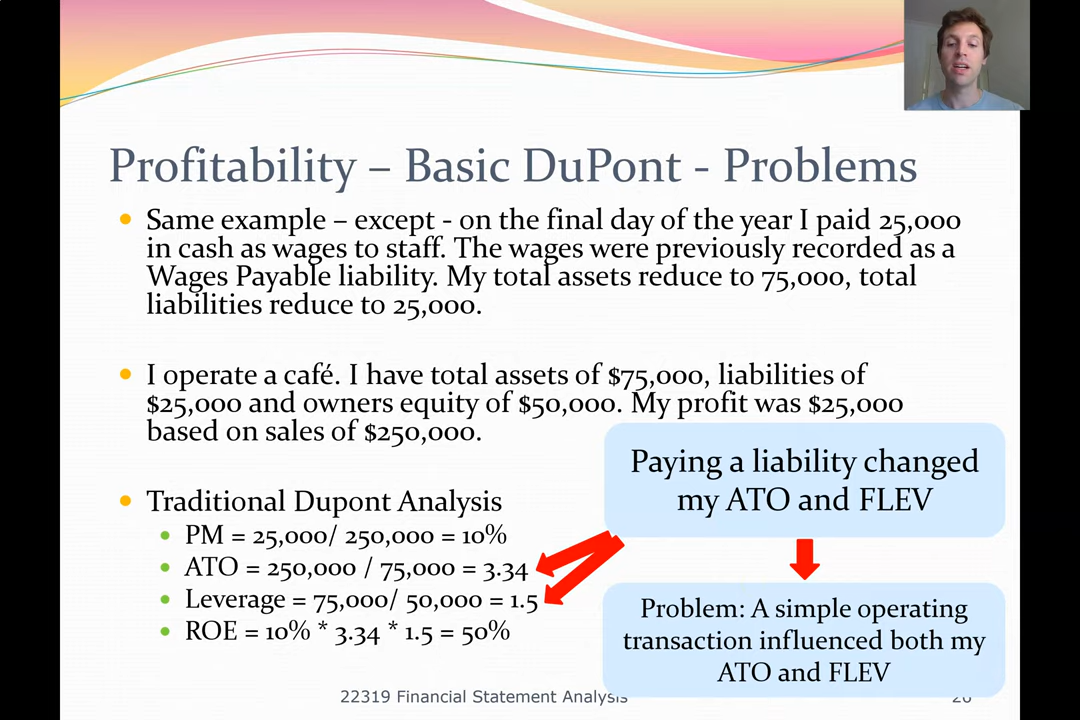 Profitability – Basic DuPont - Problems
Same example – except - on the final day of the year I paid 25,000
in cash as wages to staff. The wages were previously recorded as a
Wages Payable liability. My total assets reduce to 75,000, total
liabilities reduce to 25,000.
I operate a café. I have total assets of $75,000, liabilities of
$25,000 and owners equity of $50,000. My profit was $25,000
based on sales of $250,000.
Traditional Dupont Analysis
PM = 25,000/ 250,000 = 10%
ATO = 250,000 / 75,000 = 3.34
Leverage = 75,000/ 50,000 = 1.5
ROE = 10% * 3.34 * 1.5 = 50%
Paying a liability changed
my ATO and FLEV
Problem: A simple operating
transaction influenced both my
ATO and FLEV
22319 Financial Statement Analysis